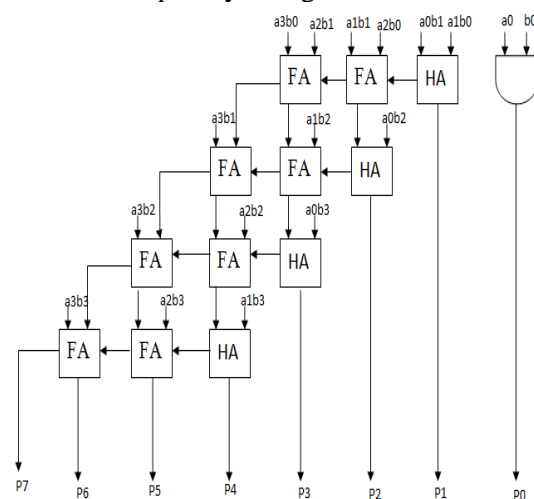 a3b0 a2b1 a1b1 a2b0 a0b1 a1b0 a0 b0
FA FA HA
a3b1 a1b2 a0b2
FA FA HA
a3b2 a2b2 a0b3
FA FA HA
a3b3 a2b3 a1b3
FA FA HA
P7 P6 P5 P4 P3 P2 P1 P0